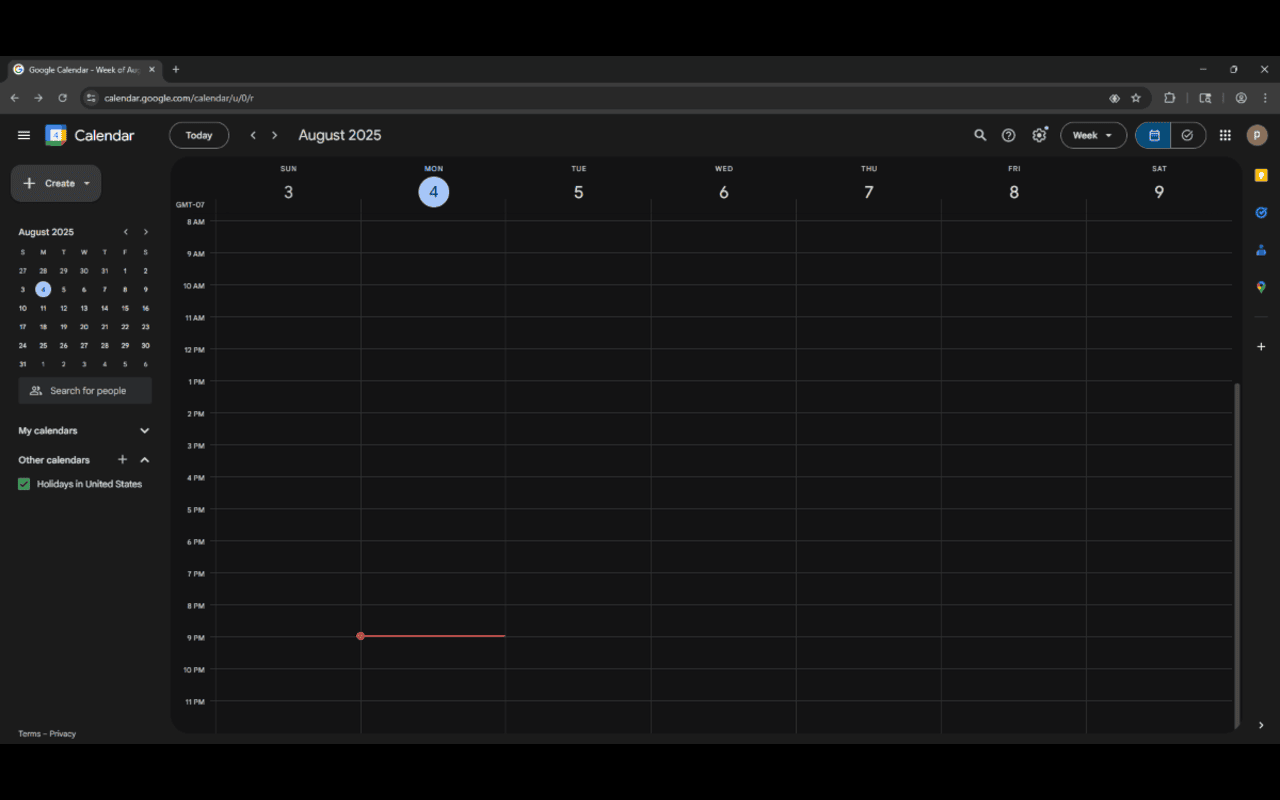 Google Calendar - Week of Aug
calendar.google.com/calendar/u/0/r
4 Calendar Today August 2025 Week P
Create
August 2025
S M T W T F S
27 28 29 30 31 1 2
3 4 5 6 7 8 9
10 11 12 13 14 15 16
17 18 19 20 21 22 23
24 25 26 27 28 29 30
31 1 2 3 4 5 6
Search for people
My calendars
Other calendars
Holidays in United States
Terms – Privacy
SUN MON TUE WED THU FRI SAT
3 4 5 6 7 8 9
GMT-07
8 AM
9 AM
10 AM
11 AM
12 PM
1 PM
2 PM
3 PM
4 PM
5 PM
6 PM
7 PM
8 PM
9 PM
10 PM
11 PM